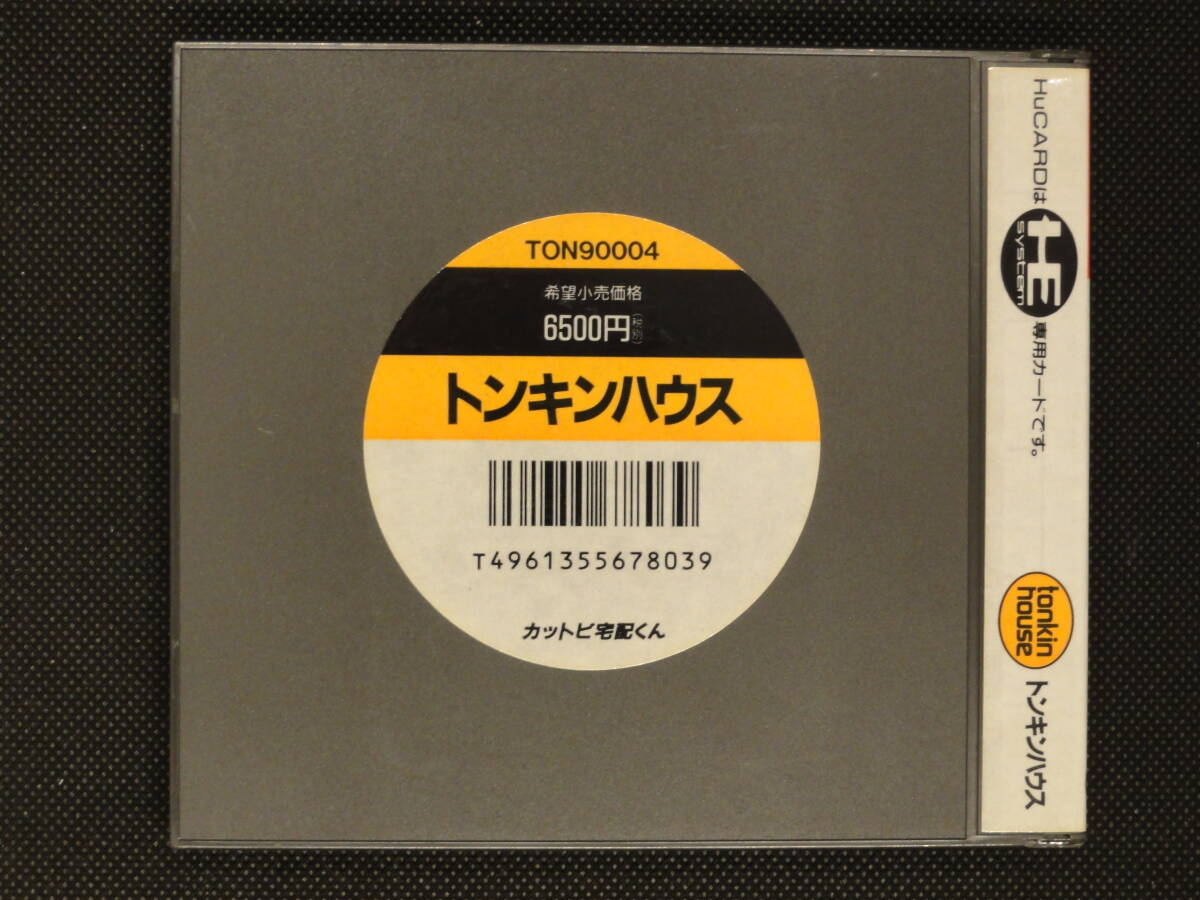 TON90004
希望小売価格
6500円(税別)
トンキンハウス
T4961355678039
カットビ宅配くん
HuCARDは HE system 専用カードです。
tonkin
house
トンキンハウス